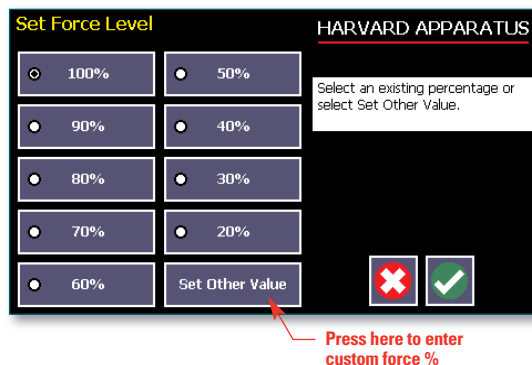 Set Force Level
HARVARD APPARATUS
100%
50%
90%
40%
80%
30%
70%
20%
60%
Set Other Value
Select an existing percentage or
select Set Other Value.
Press here to enter
custom force %